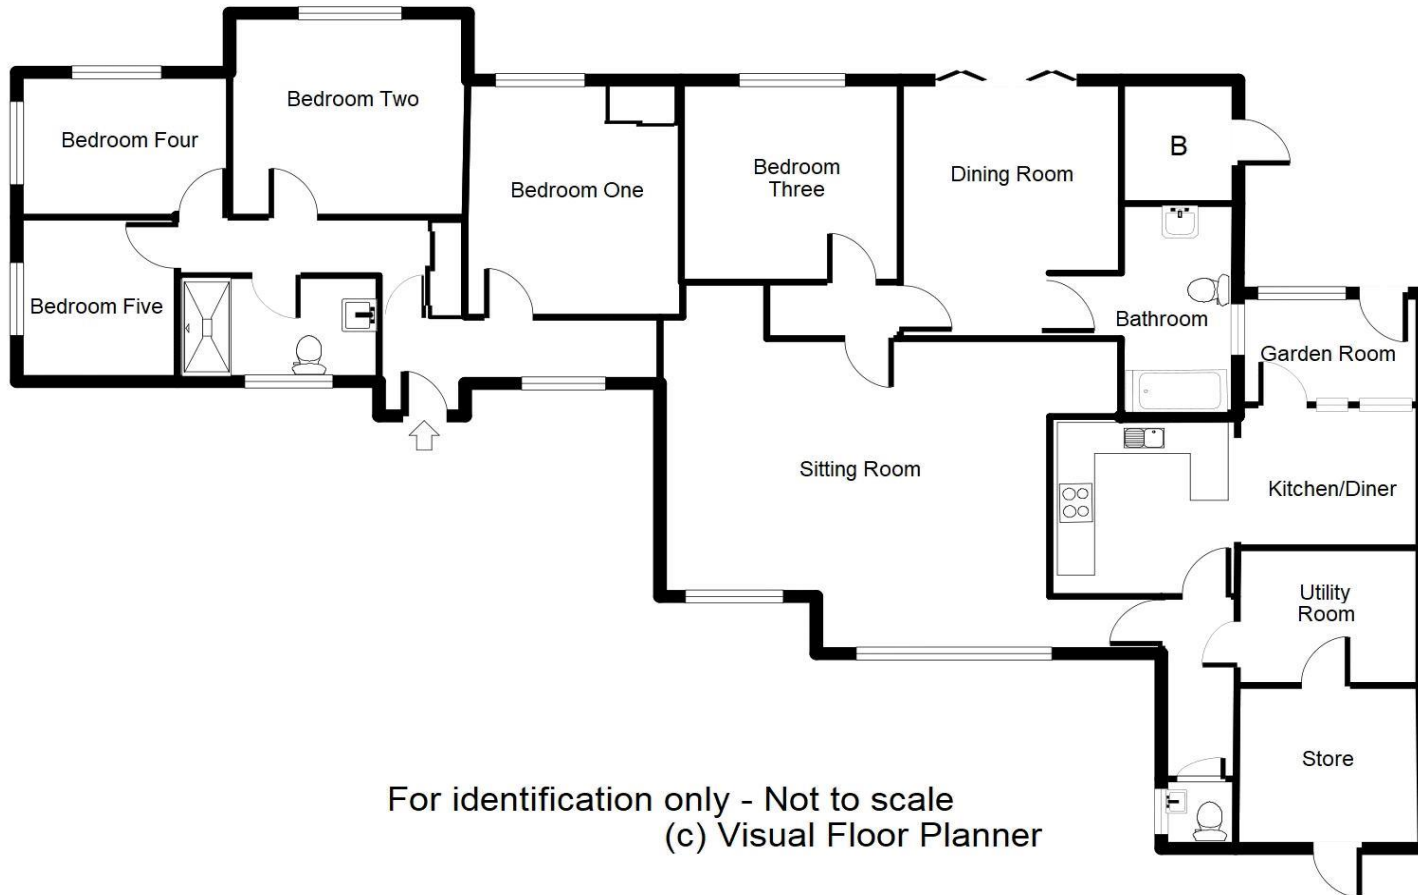 Bedroom Two
Bedroom Four
Bedroom One
Bedroom
Three
Dining Room
B
Bedroom Five
Bathroom
Garden Room
Sitting Room
Kitchen/Diner
Utility
Room
Store
For identification only - Not to scale
(c) Visual Floor Planner